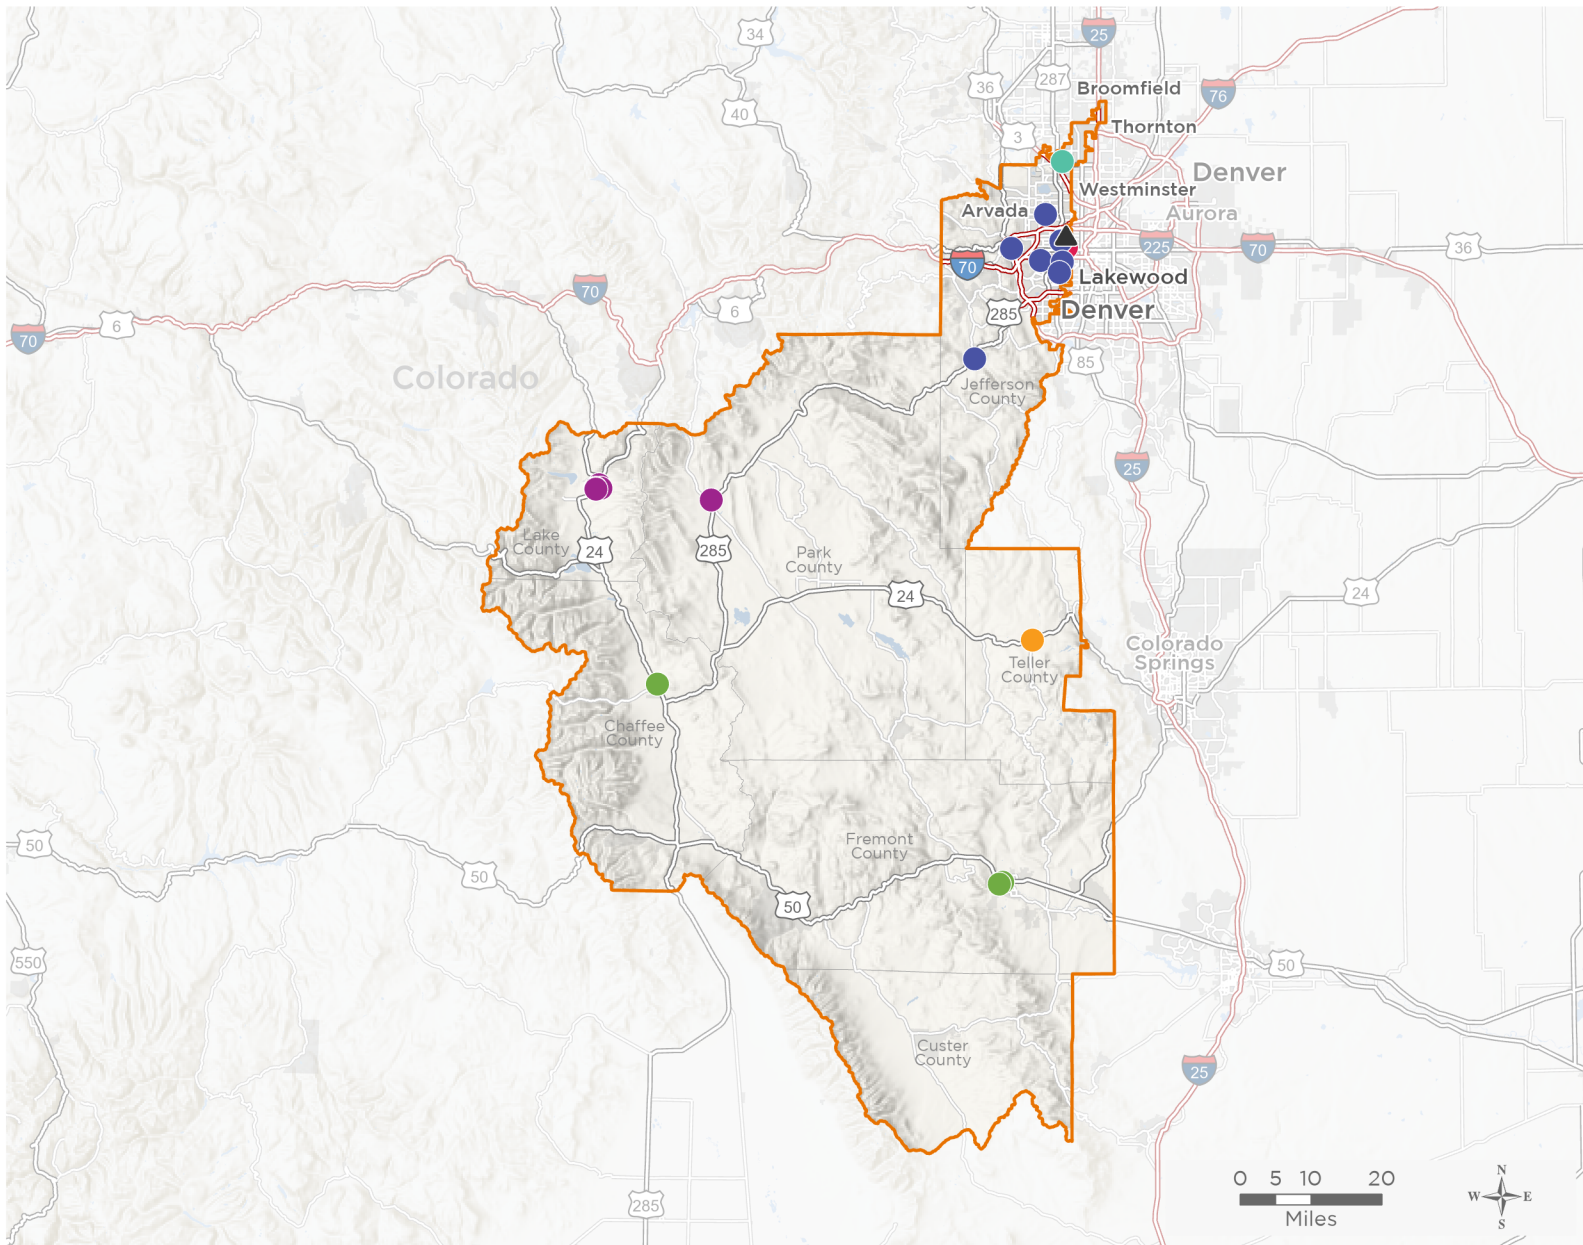 34
25
36
287
Broomfield
76
40
Thornton
3
Denver
Westminster
Arvada
Aurora
225
70
36
70
Lakewood
70
6
285
Denver
6
70
85
Colorado
Jefferson
County
25
Lake
County
24
285
Park
County
24
24
Colorado
Springs
Teller
County
Chaffee
County
50
Fremont
County
50
50
550
50
Custer
County
25
0 5 10 20
Miles
N
W E
S
285